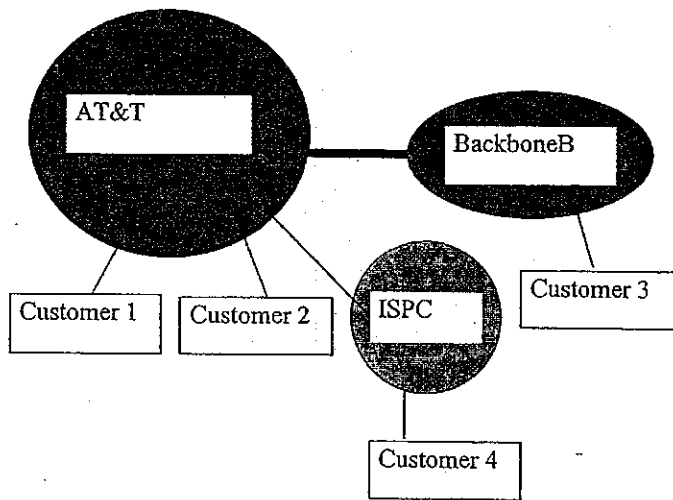 AT&T
BackboneB
Customer 1
Customer 2
ISPC
Customer 3
Customer 4